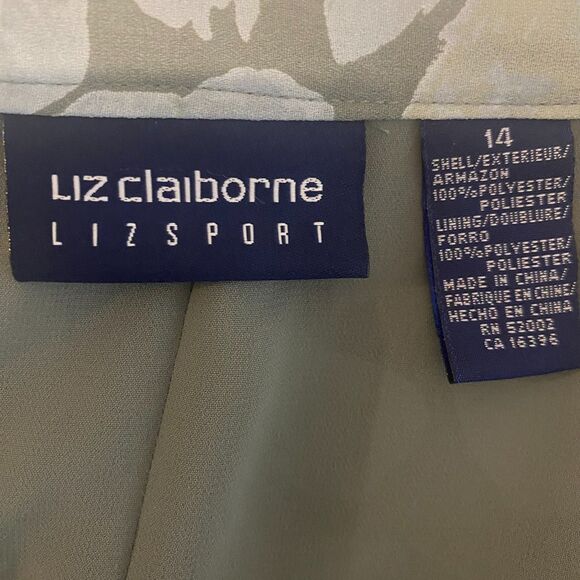 Liz claiborne
LIZSPORT
14
SHELL/EXTERIEUR/
ARMAZON
100%POLYESTER/
POLIESTER
LINING/DOUBLURE/
FORRO
100%POLYESTER/
POLIESTER
MADE IN CHINA/
FABRIQUE EN CHINE/
HECHO EN CHINA
RN 52002
CA 16396